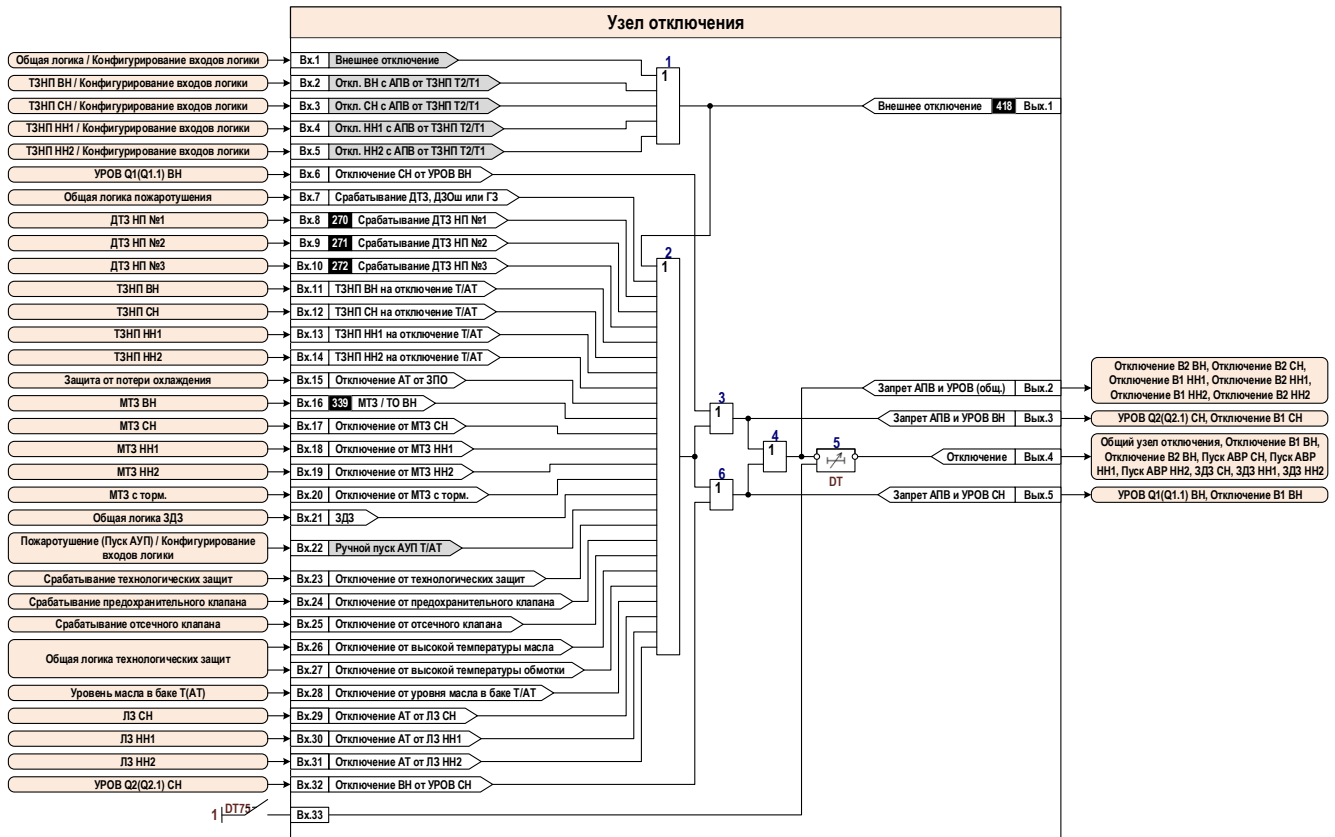 Узел отключения
Общая логика / Конфигурирование входов логики Вх.1 Внешнее отключение
ТЗНП ВН / Конфигурирование входов логики Вх.2 Откл. ВН с АПВ от ТЗНП Т2/Т1
ТЗНП СН / Конфигурирование входов логики Вх.3 Откл. СН с АПВ от ТЗНП Т2/Т1
ТЗНП НН1 / Конфигурирование входов логики Вх.4 Откл. НН1 с АПВ от ТЗНП Т2/Т1
ТЗНП НН2 / Конфигурирование входов логики Вх.5 Откл. НН2 с АПВ от ТЗНП Т2/Т1
УРОВ Q1(Q1.1) ВН Вх.6 Отключение СН от УРОВ ВН
Общая логика пожаротушения Вх.7 Срабатывание ДТЗ, ДЗОш или ГЗ
ДТЗ НП №1 Вх.8 270 Срабатывание ДТЗ НП №1
ДТЗ НП №2 Вх.9 271 Срабатывание ДТЗ НП №2
ДТЗ НП №3 Вх.10 272 Срабатывание ДТЗ НП №3
ТЗНП ВН Вх.11 ТЗНП ВН на отключение Т/АТ
ТЗНП СН Вх.12 ТЗНП СН на отключение Т/АТ
ТЗНП НН1 Вх.13 ТЗНП НН1 на отключение Т/АТ
ТЗНП НН2 Вх.14 ТЗНП НН2 на отключение Т/АТ
Защита от потери охлаждения Вх.15 Отключение АТ от ЗПО
МТЗ ВН Вх.16 339 МТЗ / ТО ВН
МТЗ СН Вх.17 Отключение от МТЗ СН
МТЗ НН1 Вх.18 Отключение от МТЗ НН1
МТЗ НН2 Вх.19 Отключение от МТЗ НН2
МТЗ с торм. Вх.20 Отключение от МТЗ с торм.
Общая логика ЗДЗ Вх.21 ЗДЗ
Пожаротушение (Пуск АУП) / Конфигурирование
входов логики Вх.22 Ручной пуск АУП Т/АТ
Срабатывание технологических защит Вх.23 Отключение от технологических защит
Срабатывание предохранительного клапана Вх.24 Отключение от предохранительного клапана
Срабатывание отсечного клапана Вх.25 Отключение от отсечного клапана
Общая логика технологических защит Вх.26 Отключение от высокой температуры масла
Вх.27 Отключение от высокой температуры обмотки
Уровень масла в баке Т(АТ) Вх.28 Отключение от уровня масла в баке Т/АТ
ЛЗ СН Вх.29 Отключение АТ от ЛЗ СН
ЛЗ НН1 Вх.30 Отключение АТ от ЛЗ НН1
ЛЗ НН2 Вх.31 Отключение АТ от ЛЗ НН2
УРОВ Q2(Q2.1) СН Вх.32 Отключение ВН от УРОВ СН
1 DT75 Вх.33
1
1
2
1
3
1
4
1
5
DT
6
1
Внешнее отключение 418 Вых.1
Запрет АПВ и УРОВ (общ.) Вых.2
Отключение В2 ВН, Отключение В2 СН,
Отключение В1 НН1, Отключение В2 НН1,
Отключение В1 НН2, Отключение В2 НН2
Запрет АПВ и УРОВ ВН Вых.3 УРОВ Q2(Q2.1) СН, Отключение В1 СН
Отключение Вых.4
Общий узел отключения, Отключение В1 ВН,
Отключение В2 ВН, Пуск АВР СН, Пуск АВР
НН1, Пуск АВР НН2, ЗДЗ СН, ЗДЗ НН1, ЗДЗ НН2
Запрет АПВ и УРОВ СН Вых.5 УРОВ Q1(Q1.1) ВН, Отключение В1 ВН